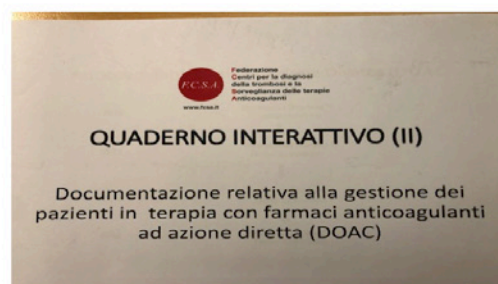 F.C.S.A.
Federazione
Centri per la diagnosi
della trombosi e la
Sorveglianza delle terapie
Anticoagulanti
www.fcsa.it
QUADERNO INTERATTIVO (II)
Documentazione relativa alla gestione dei
pazienti in terapia con farmaci anticoagulanti
ad azione diretta (DOAC)